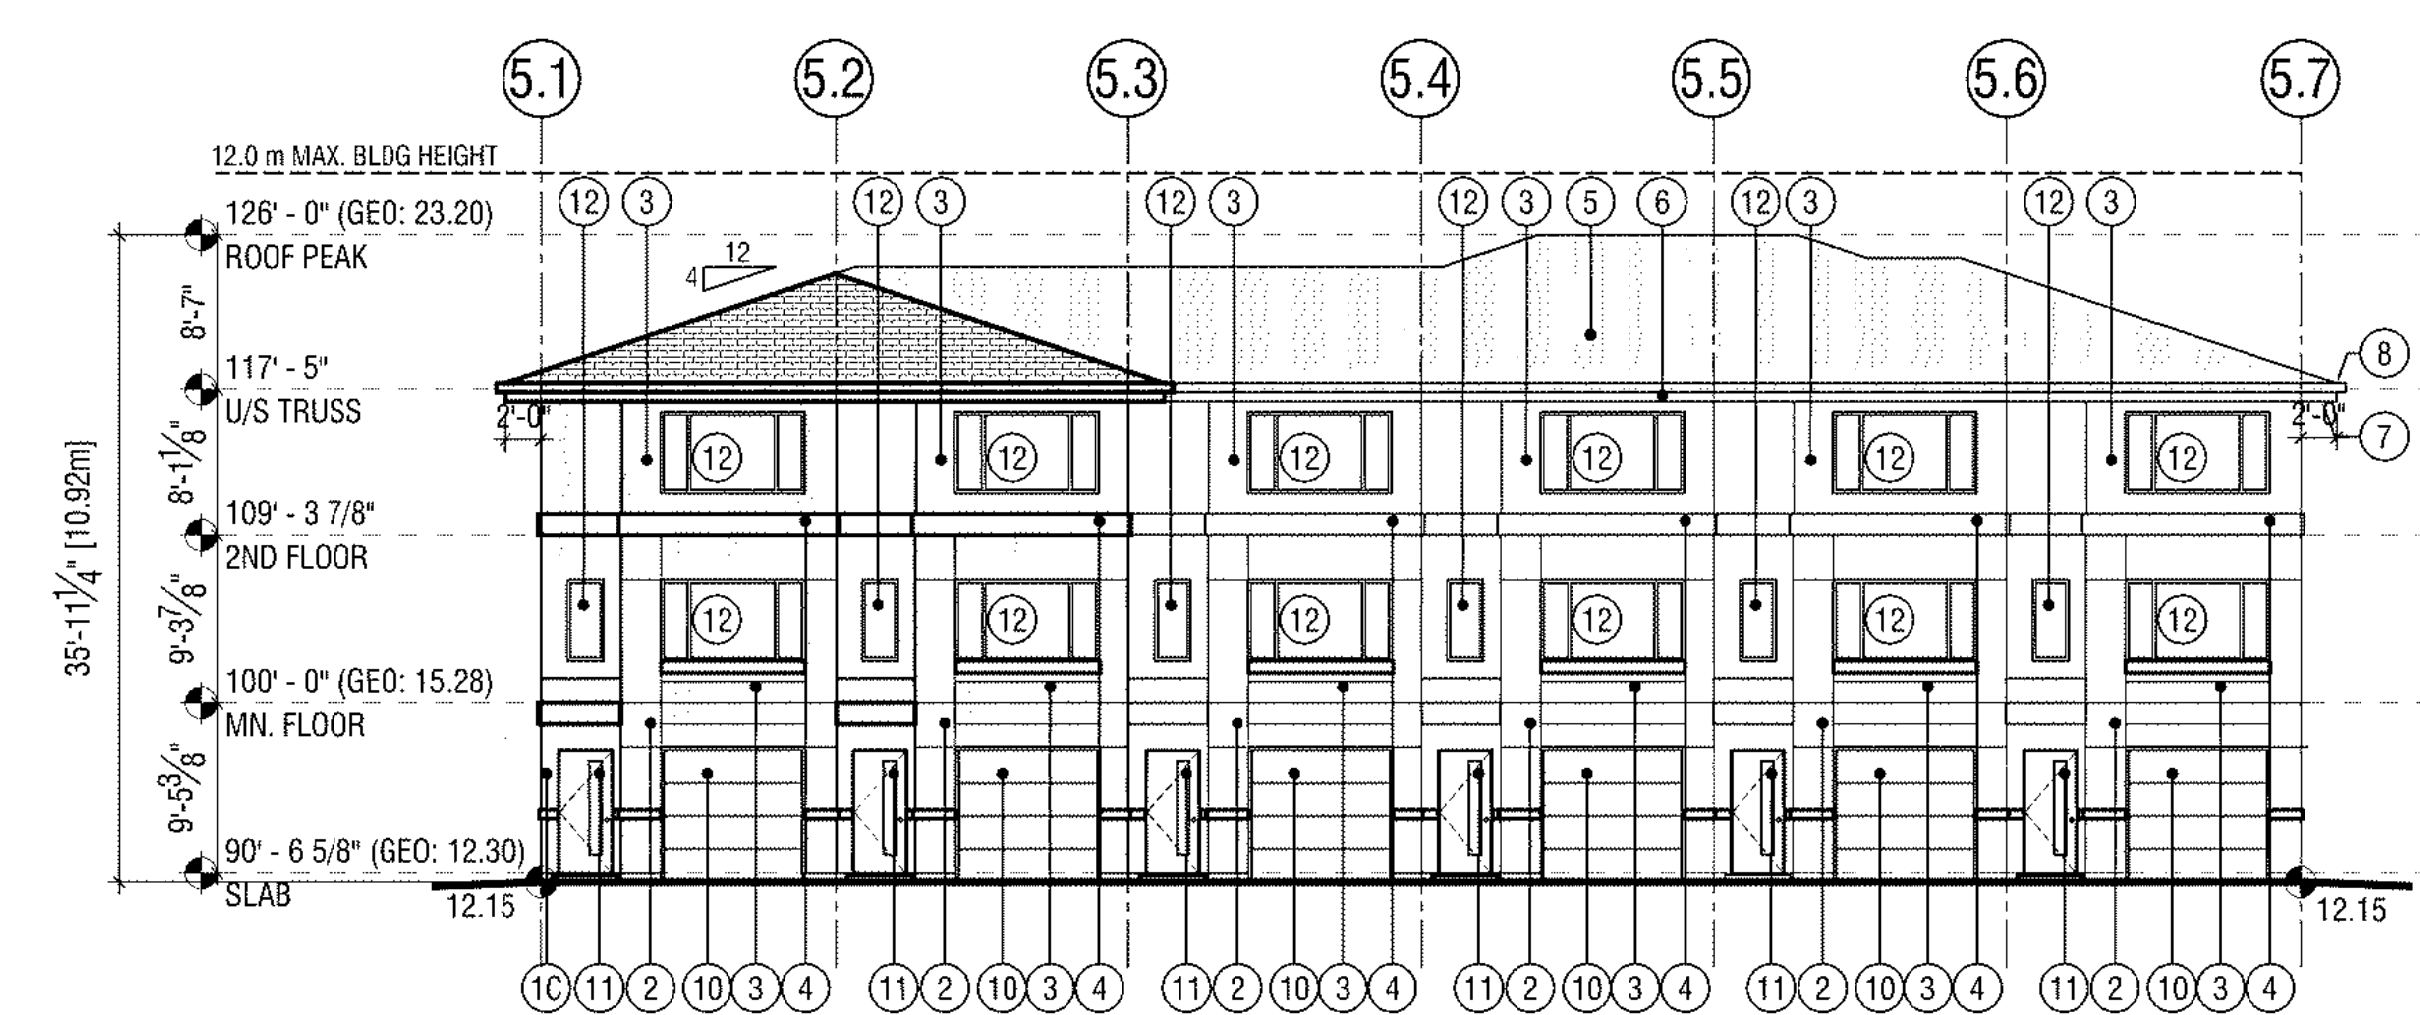 5.1 5.2 5.3 5.4 5.5 5.6 5.7
12.0 m MAX. BLDG HEIGHT
12 3 12 3 12 3 12 3 5 6 12 3 12 3
126' - 0" (GEO: 23.20)
ROOF PEAK
12
4
8'-7"
117' - 5"
U/S TRUSS
8
2'-0"
2'-0"
7
8'-1 1/8"
12 12 12 12 12 12
35'-11 1/4" [10.92m]
109' - 3 7/8"
2ND FLOOR
9'-3 7/8"
12 12 12 12 12 12
100' - 0" (GEO: 15.28)
MN. FLOOR
9'-5 3/8"
90' - 6 5/8" (GEO: 12.30)
SLAB
12.15
12.15
10 11 2 10 3 4 11 2 10 3 4 11 2 10 3 4 11 2 10 3 4 11 2 10 3 4 11 2 10 3 4